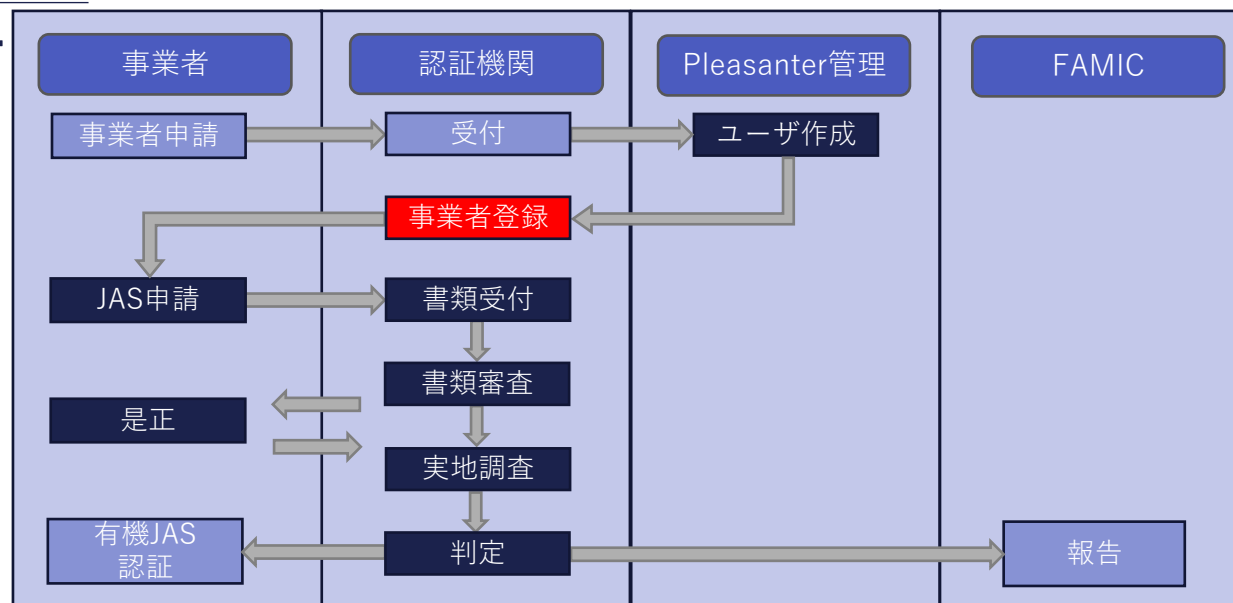 事業者
認証機関
Pleasanter管理
FAMIC
事業者申請
受付
ユーザ作成
事業者登録
JAS申請
書類受付
書類審査
是正
実地調査
有機JAS
認証
判定
報告